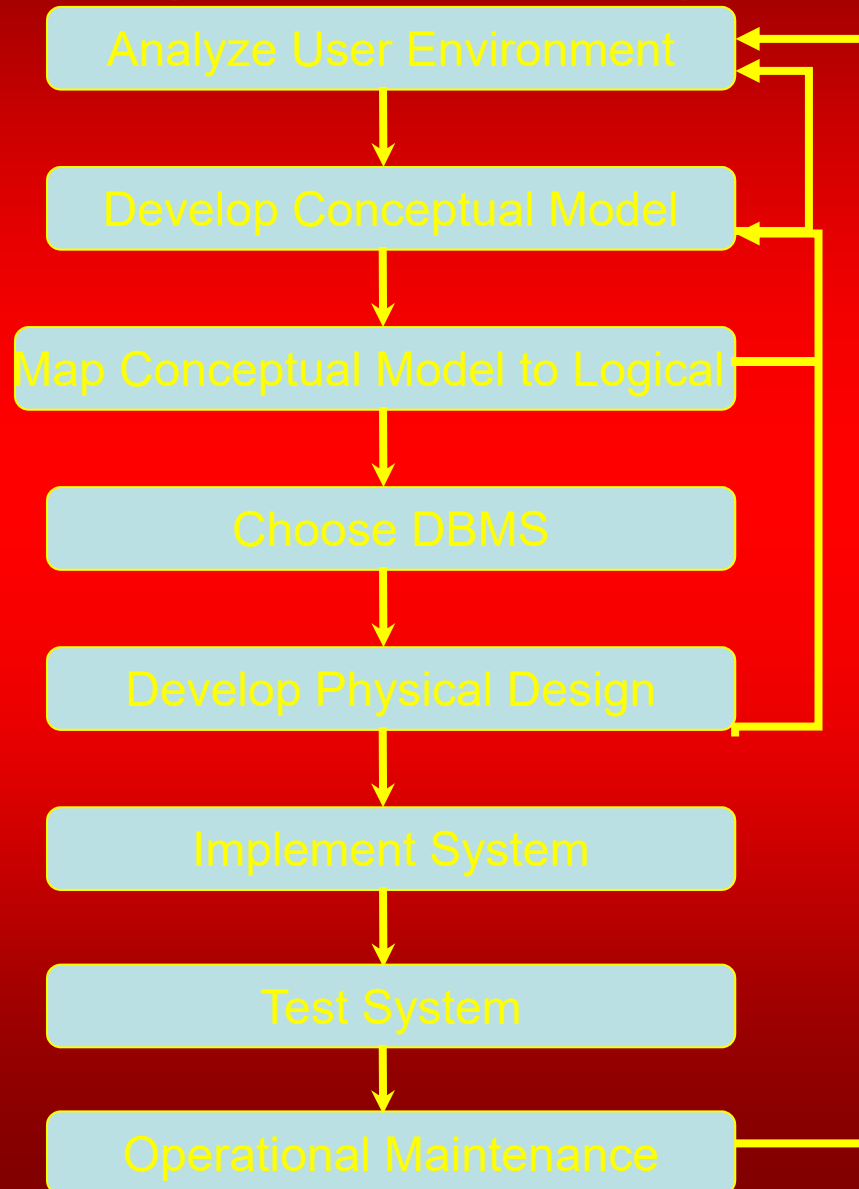 Analyze User Environment
Develop Conceptual Model
Map Conceptual Model to Logical
Choose DBMS
Develop Physical Design
Implement System
Test System
Operational Maintenance